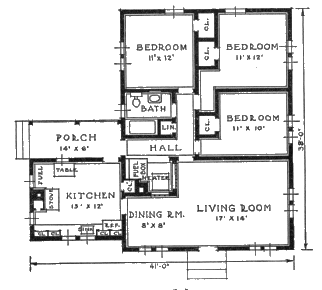 CL.
BEDROOM
11' x 12'
CL.
BEDROOM
11' x 12'
BATH
LIN.
CL.
BEDROOM
11' x 10'
PORCH
14' x 6'
HALL
38'-0"
FUEL
TABLE
FUEL
BOX
HEATER
STOVE
KITCHEN
13' x 12'
CL.
LIVING ROOM
17' x 14'
DINING RM.
8' x 8'
REF.
41'-0"